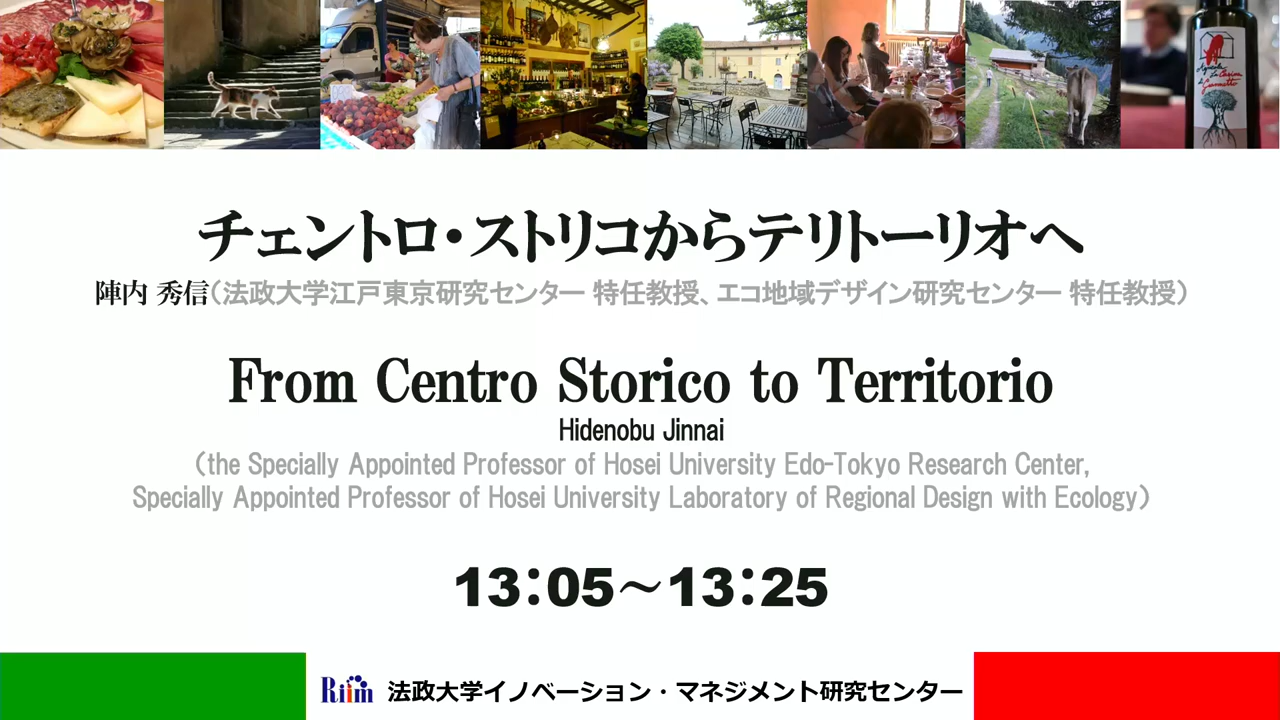 チェントロ・ストリコからテリトーリオへ
陣内 秀信（法政大学江戸東京研究センター 特任教授、エコ地域デザイン研究センター 特任教授）
From Centro Storico to Territorio
Hidenobu Jinnai
（the Specially Appointed Professor of Hosei University Edo-Tokyo Research Center,
Specially Appointed Professor of Hosei University Laboratory of Regional Design with Ecology）
13：05～13：25
Riim 法政大学イノベーション・マネジメント研究センター